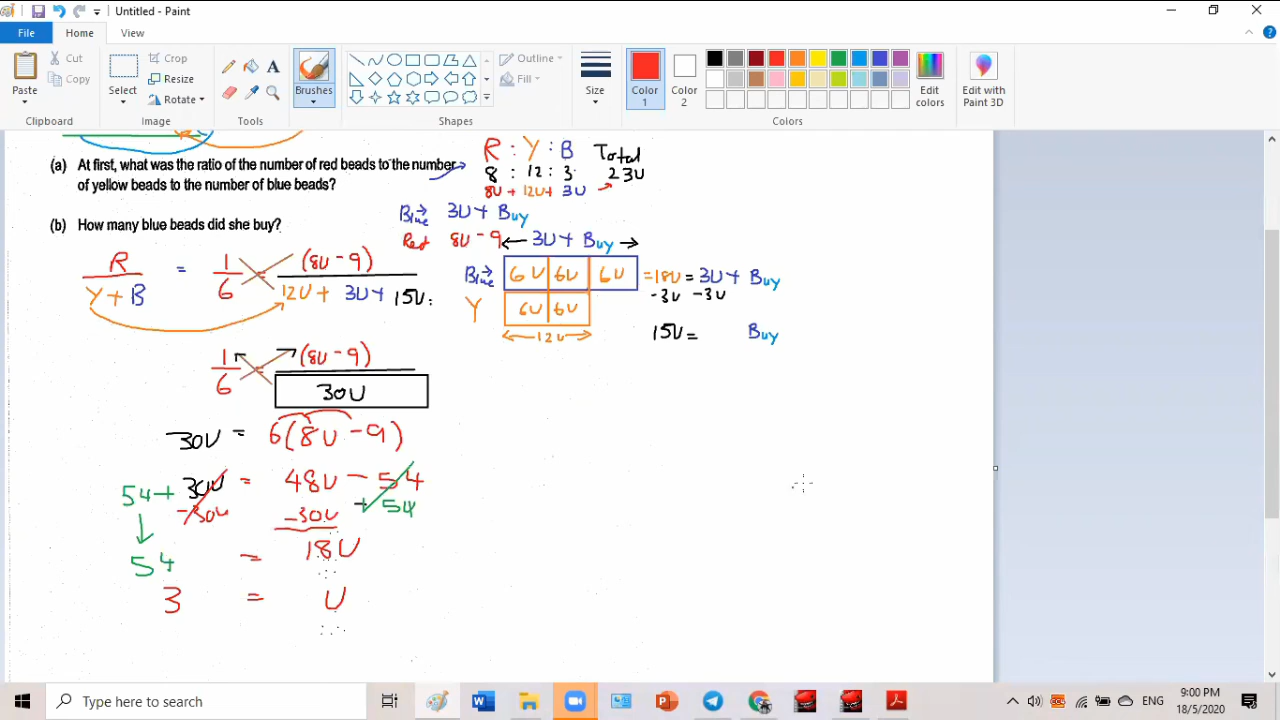 Untitled - Paint
File Home View
Paste Cut Copy Clipboard
Select Crop Resize Rotate Image
Tools
Brushes
Shapes Outline Fill
Size
Color 1
Color 2
Colors
Edit colors
Edit with Paint 3D
(a) At first, what was the ratio of the number of red beads to the number
of yellow beads to the number of blue beads?
R : Y : B Total
8 : 12 : 3 23U
8U + 12U + 3U
(b) How many blue beads did she buy?
Blue → 3U + Buy
Red 8U - 9
3U + Buy
R / Y + B = 1/6 (8U - 9) / 12U + 3U + 15U
Blue → 6U 6U 6U = 18U = 3U + Buy
-3U -3U
Y 6U 6U
12U
15U = Buy
1/6 (8U - 9) / 30U
30U = 6(8U - 9)
54 + 30U = 48U - 54
-30U -30U + 54
54 = 18U
3 = U
Type here to search
ENG
9:00 PM
18/5/2020